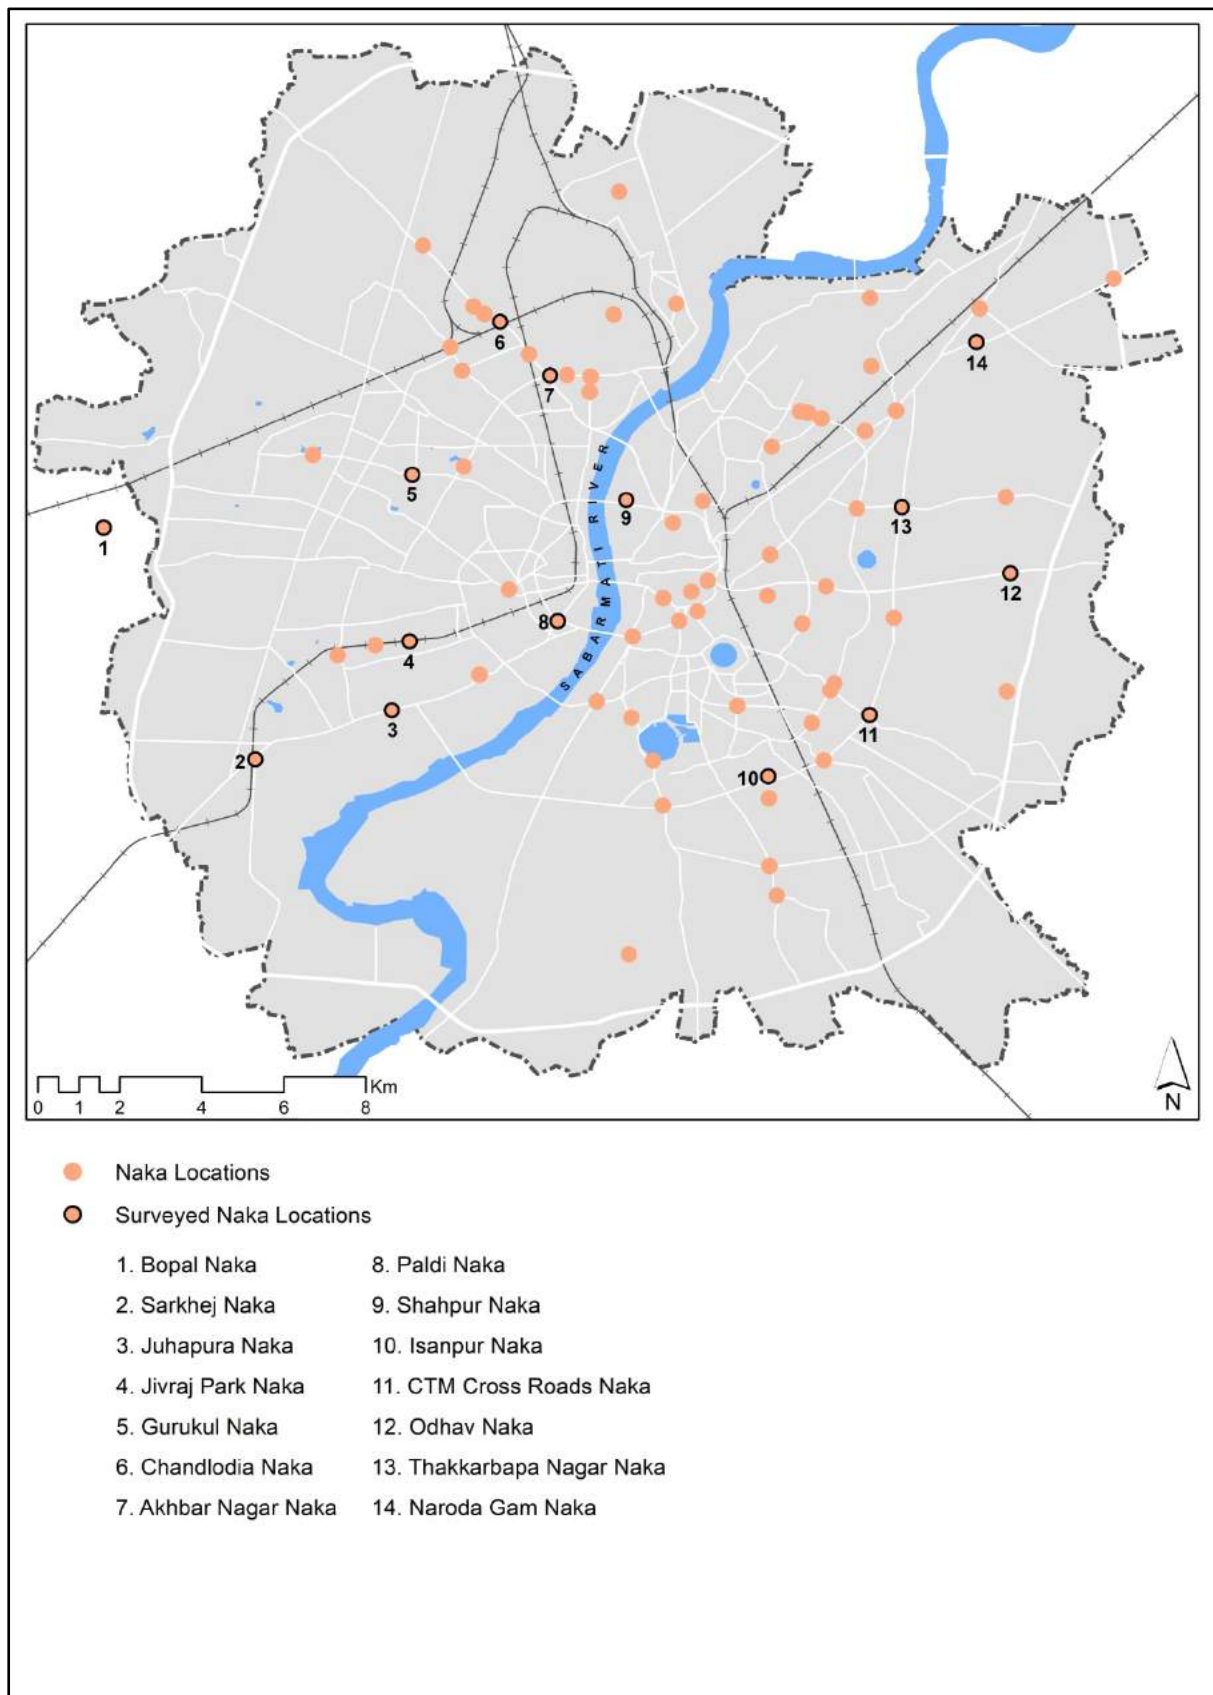 6
7
14
5
9
13
1
12
SABARMATI RIVER
8
4
3
11
2
10
Km
0 1 2 4 6 8
N
Naka Locations
Surveyed Naka Locations
1. Bopal Naka
2. Sarkhej Naka
3. Juhapura Naka
4. Jivraj Park Naka
5. Gurukul Naka
6. Chandlodia Naka
7. Akhbar Nagar Naka
8. Paldi Naka
9. Shahpur Naka
10. Isanpur Naka
11. CTM Cross Roads Naka
12. Odhav Naka
13. Thakkarbapa Nagar Naka
14. Naroda Gam Naka